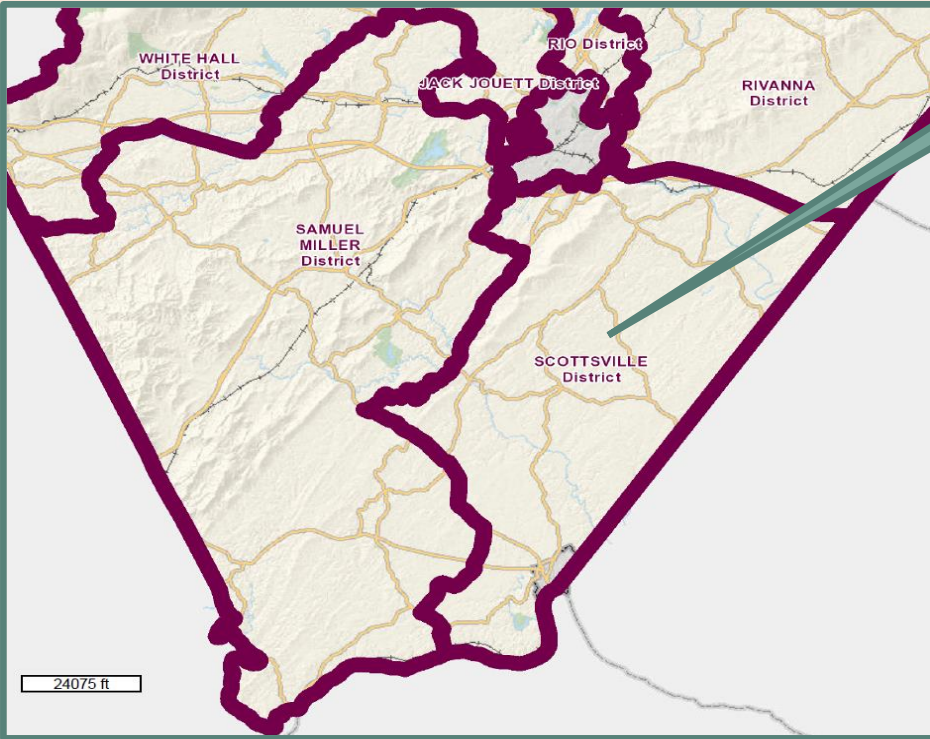 RIO District
WHITE HALL
District
JACK JOUETT District
RIVANNA
District
SAMUEL
MILLER
District
SCOTTSVILLE
District
24075 ft